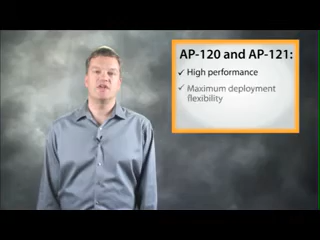 AP-120 and AP-121:
✓ High performance
✓ Maximum deployment
flexibility